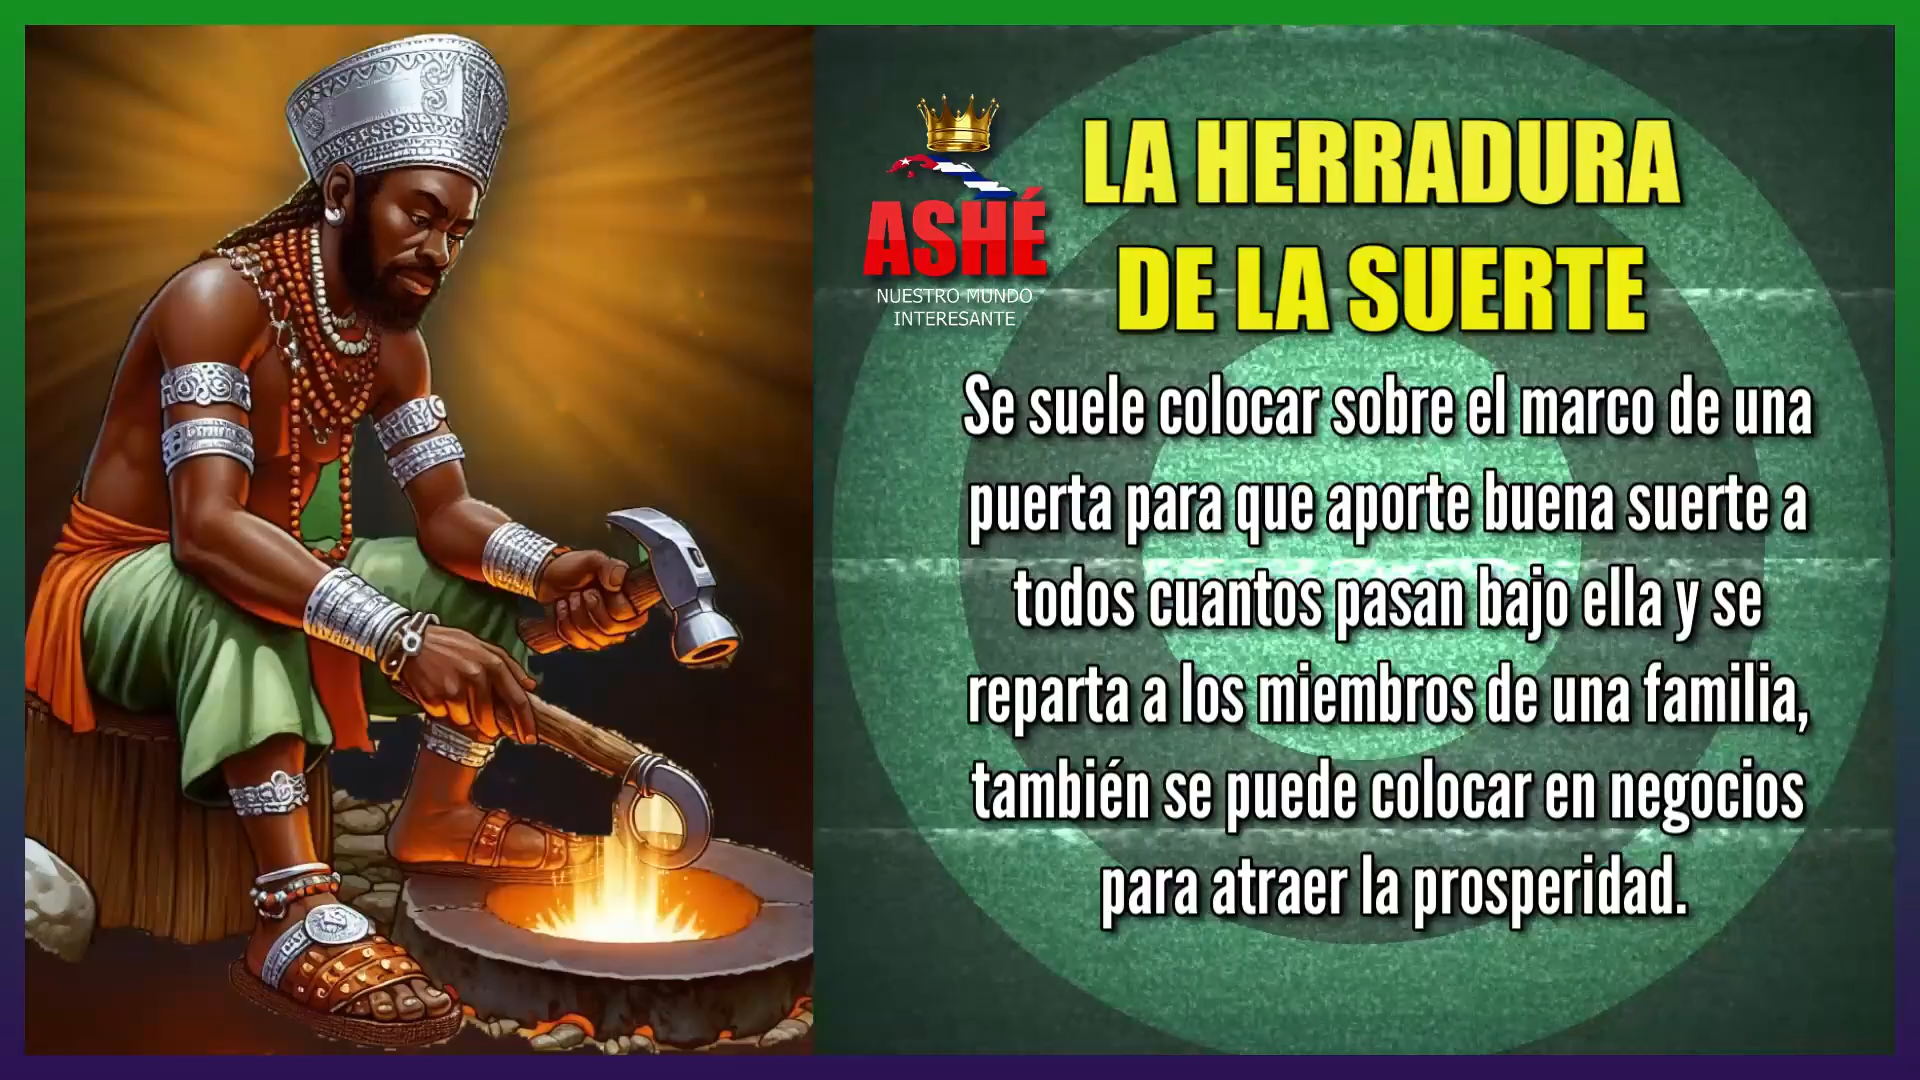 ASHÉ
NUESTRO MUNDO
INTERESANTE
LA HERRADURA
DE LA SUERTE
Se suele colocar sobre el marco de una
puerta para que aporte buena suerte a
todos cuantos pasan bajo ella y se
reparta a los miembros de una familia,
también se puede colocar en negocios
para atraer la prosperidad.